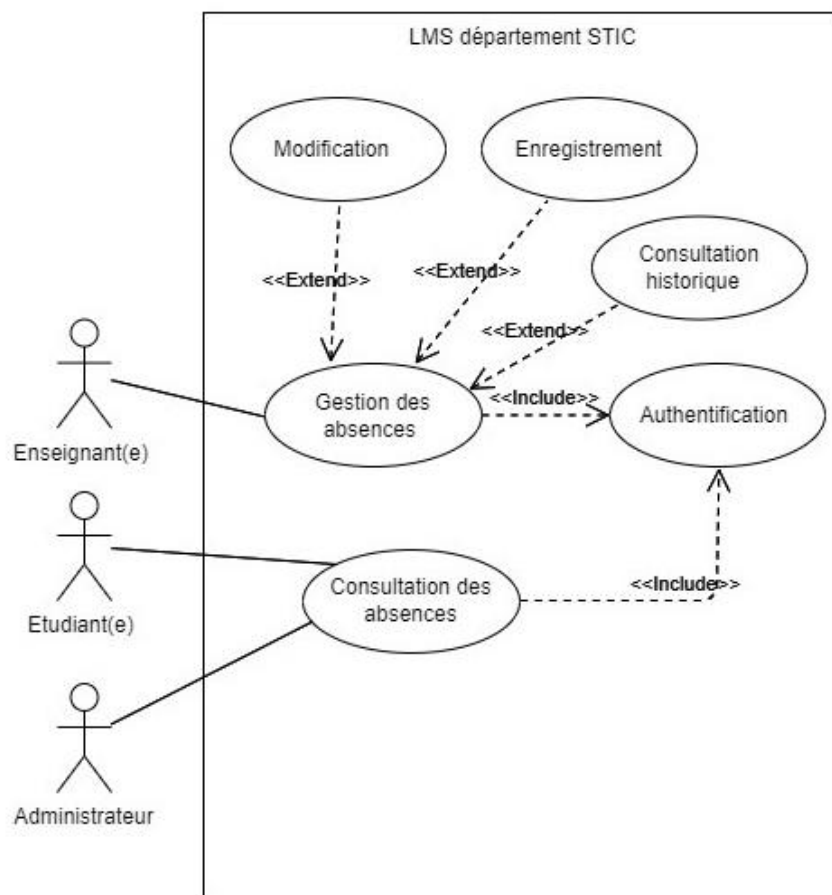 LMS département STIC
Modification
Enregistrement
Consultation
historique
<<Extend>>
<<Extend>>
<<Extend>>
Gestion des
absences
<<Include>>
Authentification
Enseignant(e)
Consultation des
absences
<<Include>>
Etudiant(e)
Administrateur